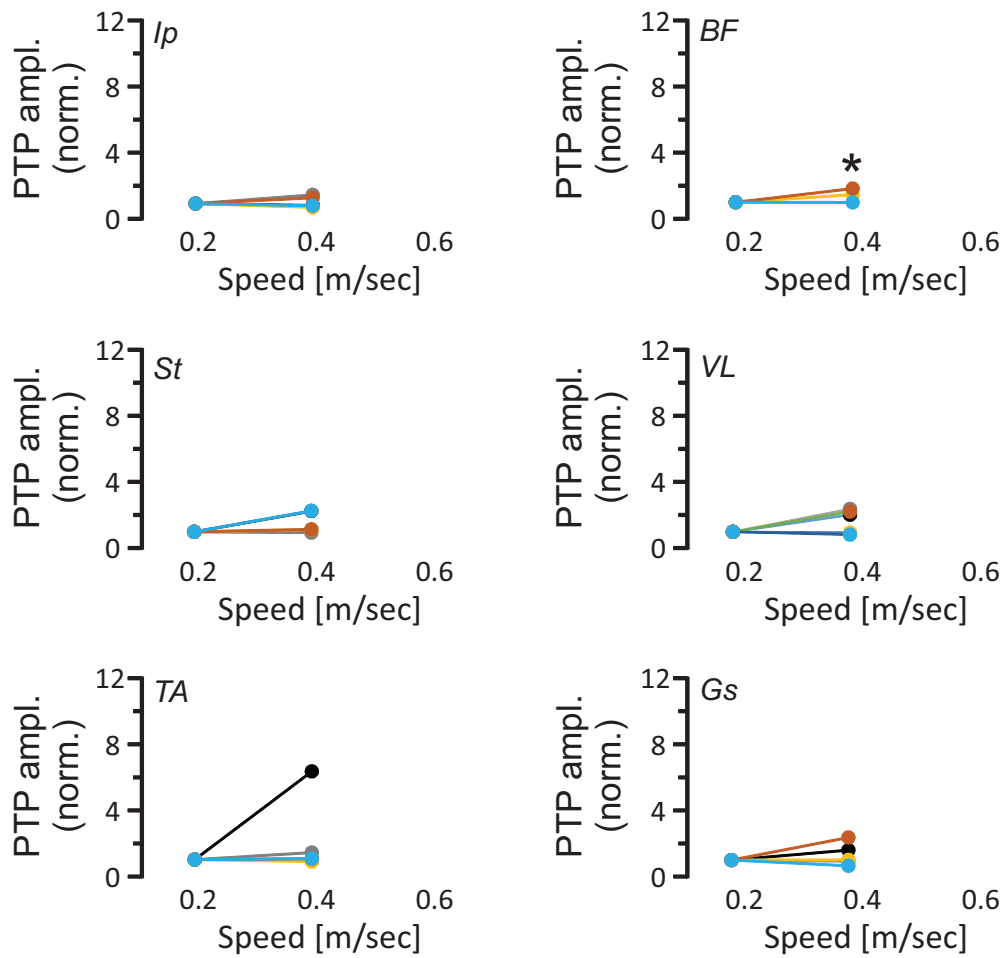 Ip
PTP ampl.
(norm.)
12
8
4
0
0.2 0.4 0.6
Speed [m/sec]
BF
PTP ampl.
(norm.)
12
8
4
0
*
0.2 0.4 0.6
Speed [m/sec]
St
PTP ampl.
(norm.)
12
8
4
0
0.2 0.4 0.6
Speed [m/sec]
VL
PTP ampl.
(norm.)
12
8
4
0
0.2 0.4 0.6
Speed [m/sec]
TA
PTP ampl.
(norm.)
12
8
4
0
0.2 0.4 0.6
Speed [m/sec]
Gs
PTP ampl.
(norm.)
12
8
4
0
0.2 0.4 0.6
Speed [m/sec]